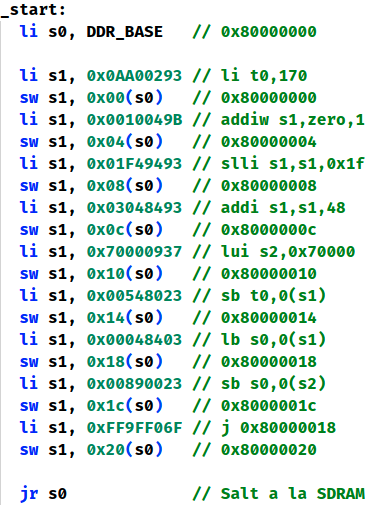 _start:
li s0, DDR_BASE // 0x80000000
li s1, 0x0AA00293 // li t0,170
sw s1, 0x00(s0) // 0x80000000
li s1, 0x0010049B // addiw s1,zero,1
sw s1, 0x04(s0) // 0x80000004
li s1, 0x01F49493 // slli s1,s1,0x1f
sw s1, 0x08(s0) // 0x80000008
li s1, 0x03048493 // addi s1,s1,48
sw s1, 0x0c(s0) // 0x8000000c
li s1, 0x70000937 // lui s2,0x70000
sw s1, 0x10(s0) // 0x80000010
li s1, 0x00548023 // sb t0,0(s1)
sw s1, 0x14(s0) // 0x80000014
li s1, 0x00048403 // lb s0,0(s1)
sw s1, 0x18(s0) // 0x80000018
li s1, 0x00890023 // sb s0,0(s2)
sw s1, 0x1c(s0) // 0x8000001c
li s1, 0xFF9FF06F // j 0x80000018
sw s1, 0x20(s0) // 0x80000020
jr s0 // Salt a la SDRAM